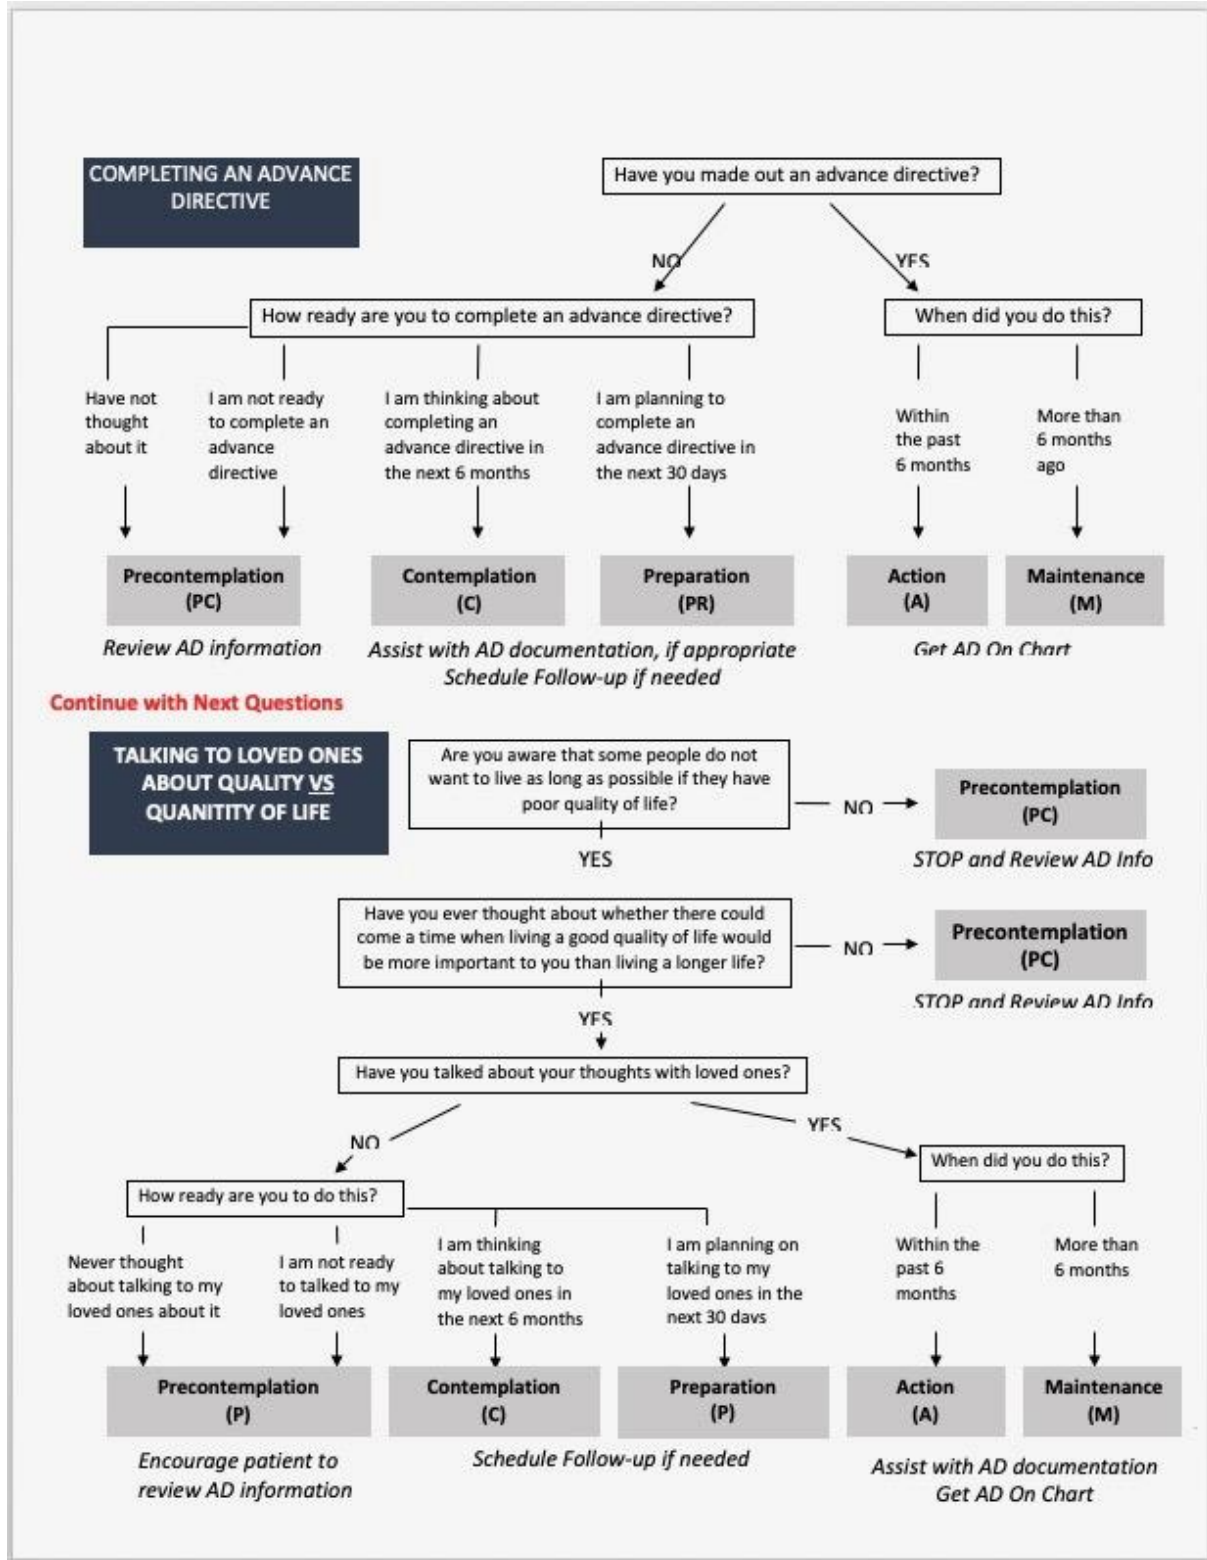 COMPLETING AN ADVANCE
DIRECTIVE
Have you made out an advance directive?
NO
YES
How ready are you to complete an advance directive?
When did you do this?
Have not
thought
about it
I am not ready
to complete an
advance
directive
I am thinking about
completing an
advance directive in
the next 6 months
I am planning to
complete an
advance directive in
the next 30 days
Within
the past
6 months
More than
6 months
ago
Precontemplation
(PC)
Contemplation
(C)
Preparation
(PR)
Action
(A)
Maintenance
(M)
Review AD information
Assist with AD documentation, if appropriate
Schedule Follow-up if needed
Get AD On Chart
Continue with Next Questions
TALKING TO LOVED ONES
ABOUT QUALITY VS
QUANITITY OF LIFE
Are you aware that some people do not
want to live as long as possible if they have
poor quality of life?
NO
Precontemplation
(PC)
STOP and Review AD Info
YES
Have you ever thought about whether there could
come a time when living a good quality of life would
be more important to you than living a longer life?
NO
Precontemplation
(PC)
STOP and Review AD Info
YES
Have you talked about your thoughts with loved ones?
NO
YES
How ready are you to do this?
When did you do this?
Never thought
about talking to my
loved ones about it
I am not ready
to talked to my
loved ones
I am thinking
about talking to
my loved ones in
the next 6 months
I am planning on
talking to my
loved ones in the
next 30 days
Within the
past 6
months
More than
6 months
Precontemplation
(P)
Contemplation
(C)
Preparation
(P)
Action
(A)
Maintenance
(M)
Encourage patient to
review AD information
Schedule Follow-up if needed
Assist with AD documentation
Get AD On Chart